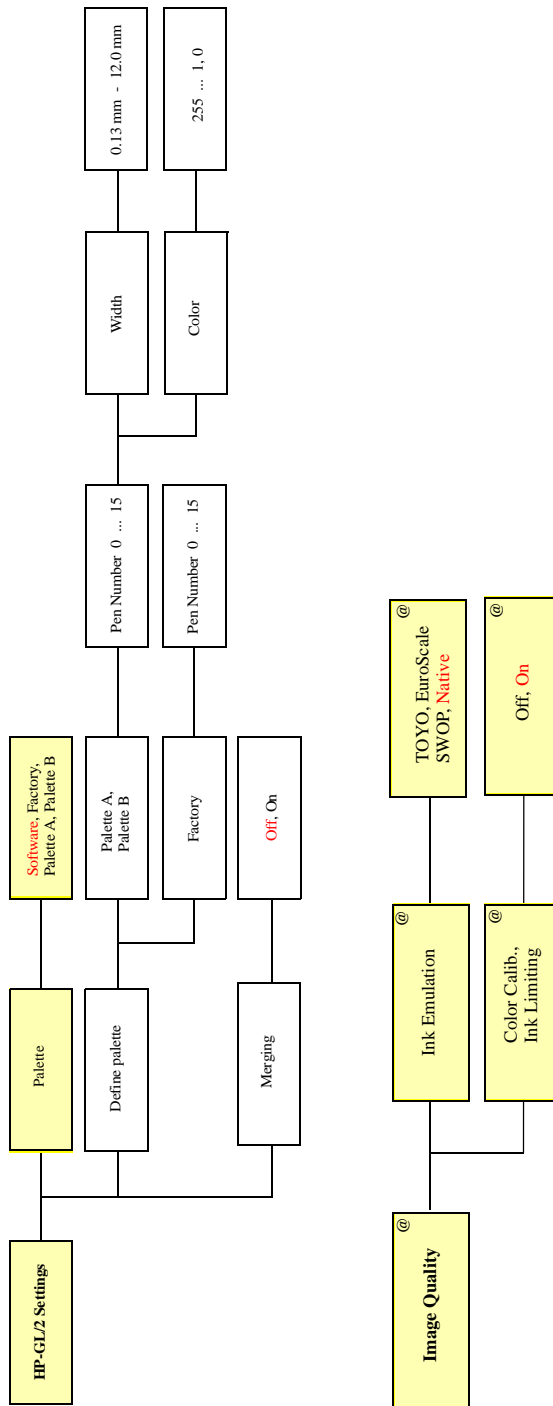 HP-GL/2 Settings
Palette
Software, Factory,
Palette A, Palette B
Define palette
Palette A,
Palette B
Pen Number 0 ... 15
Width
0.13 mm - 12.0 mm
Factory
Pen Number 0 ... 15
Color
255 ... 1, 0
Merging
Off, On
@
Image Quality
@
Ink Emulation
@
TOYO, EuroScale
SWOP, Native
@
Color Calib.,
Ink Limiting
@
Off, On